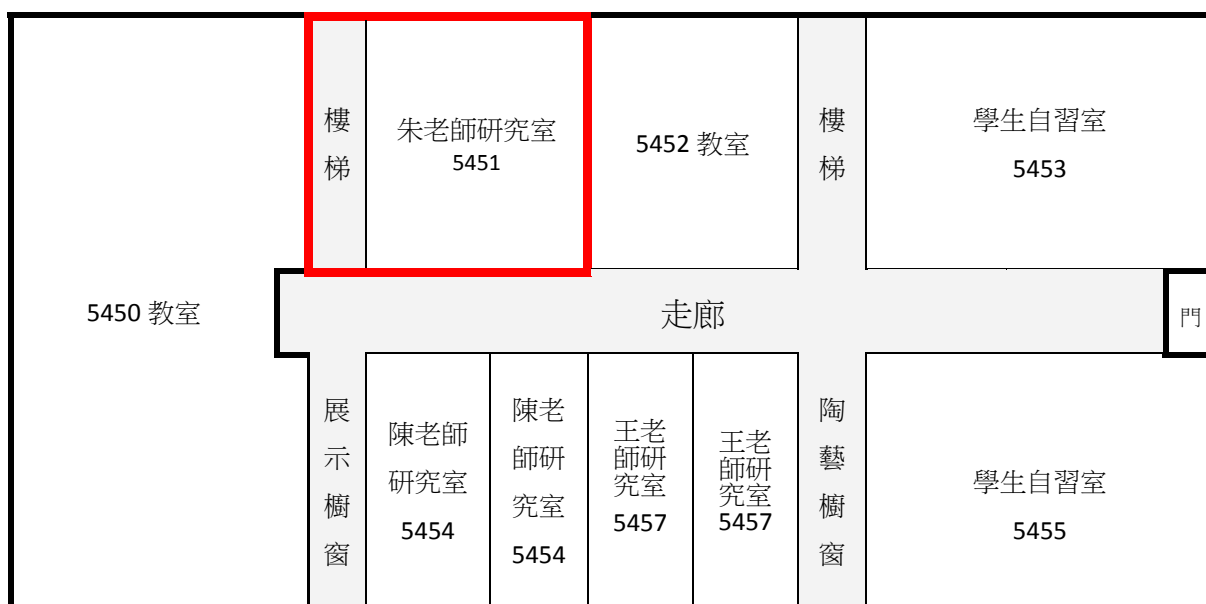 樓
梯
朱老師研究室
5451
5452 教室
樓
梯
學生自習室
5453
5450 教室
走廊
門
展
示
櫥
窗
陳老師
研究室
5454
陳老
師研
究室
5454
王老
師研
究室
5457
王老
師研
究室
5457
陶
藝
櫥
窗
學生自習室
5455